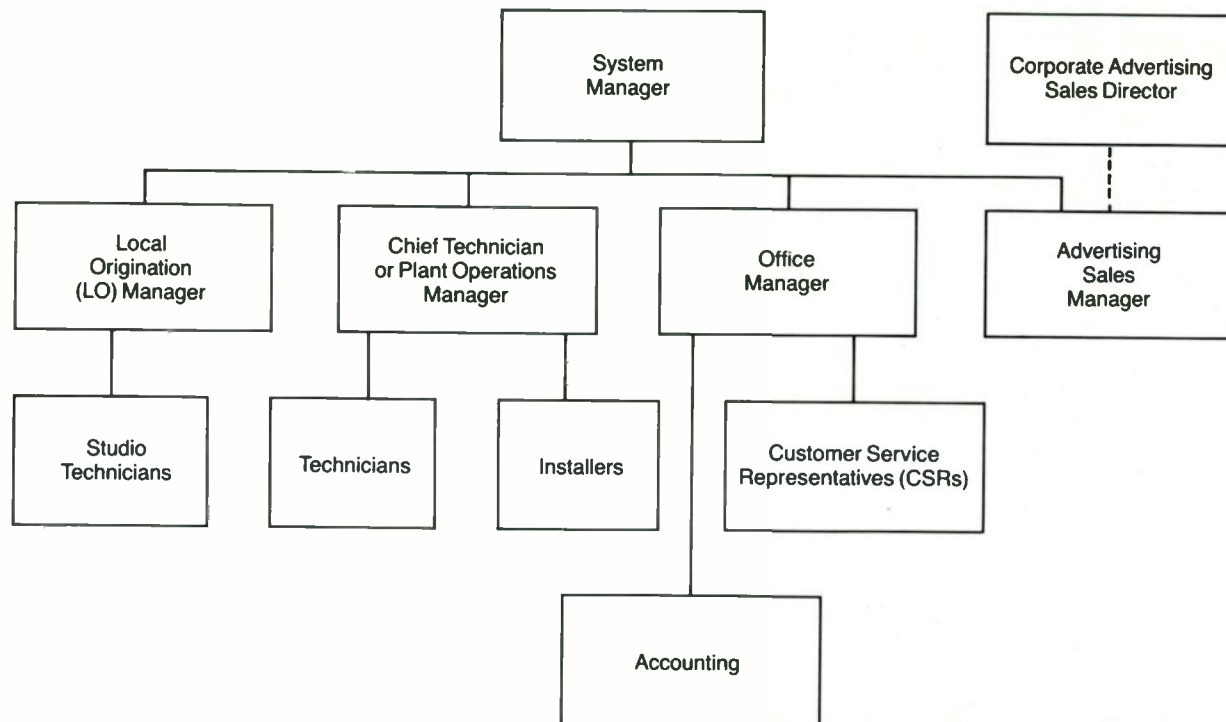 System
Manager
Corporate Advertising
Sales Director
Local
Origination
(LO) Manager
Chief Technician
or Plant Operations
Manager
Office
Manager
Advertising
Sales
Manager
Studio
Technicians
Technicians
Installers
Customer Service
Representatives (CSRs)
Accounting